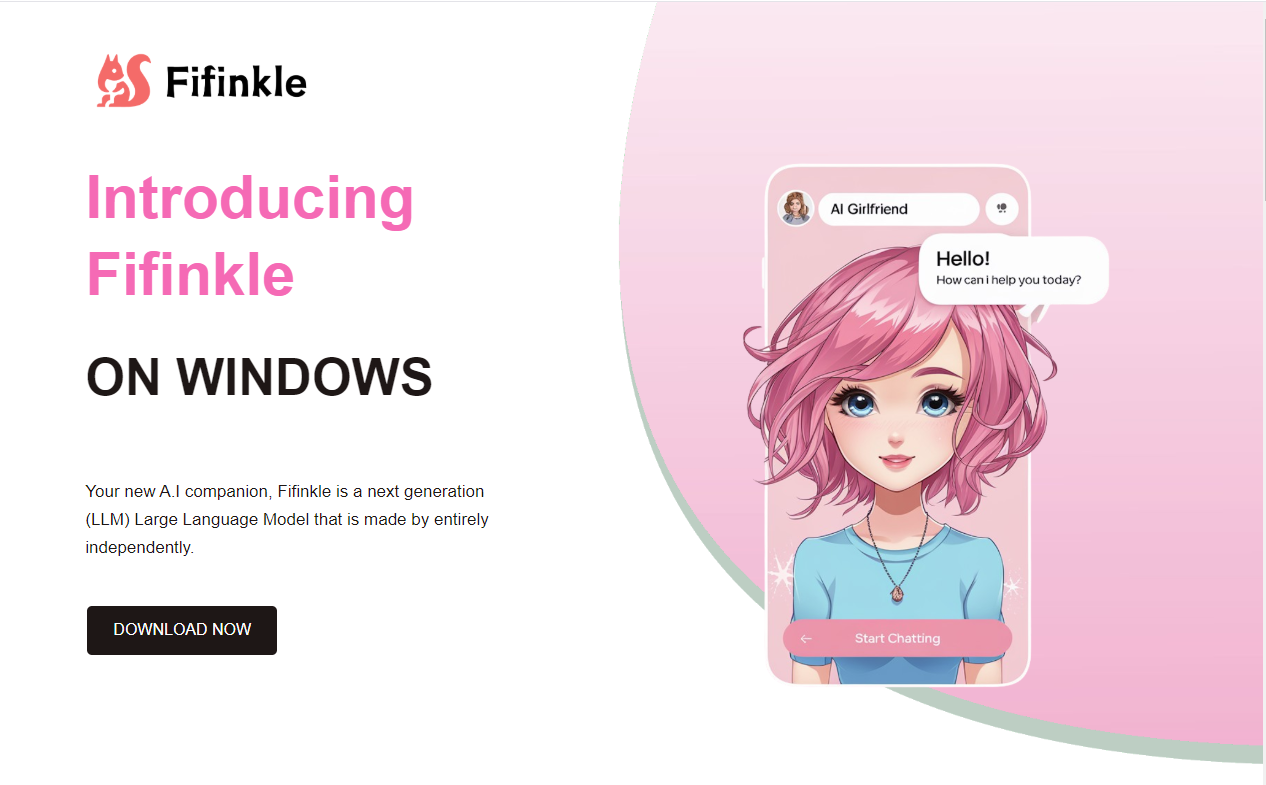 Fifinkle
Introducing
Fifinkle
ON WINDOWS
Your new A.I companion, Fifinkle is a next generation
(LLM) Large Language Model that is made by entirely
independently.
DOWNLOAD NOW
AI Girlfriend
Hello!
How can i help you today?
Start Chatting